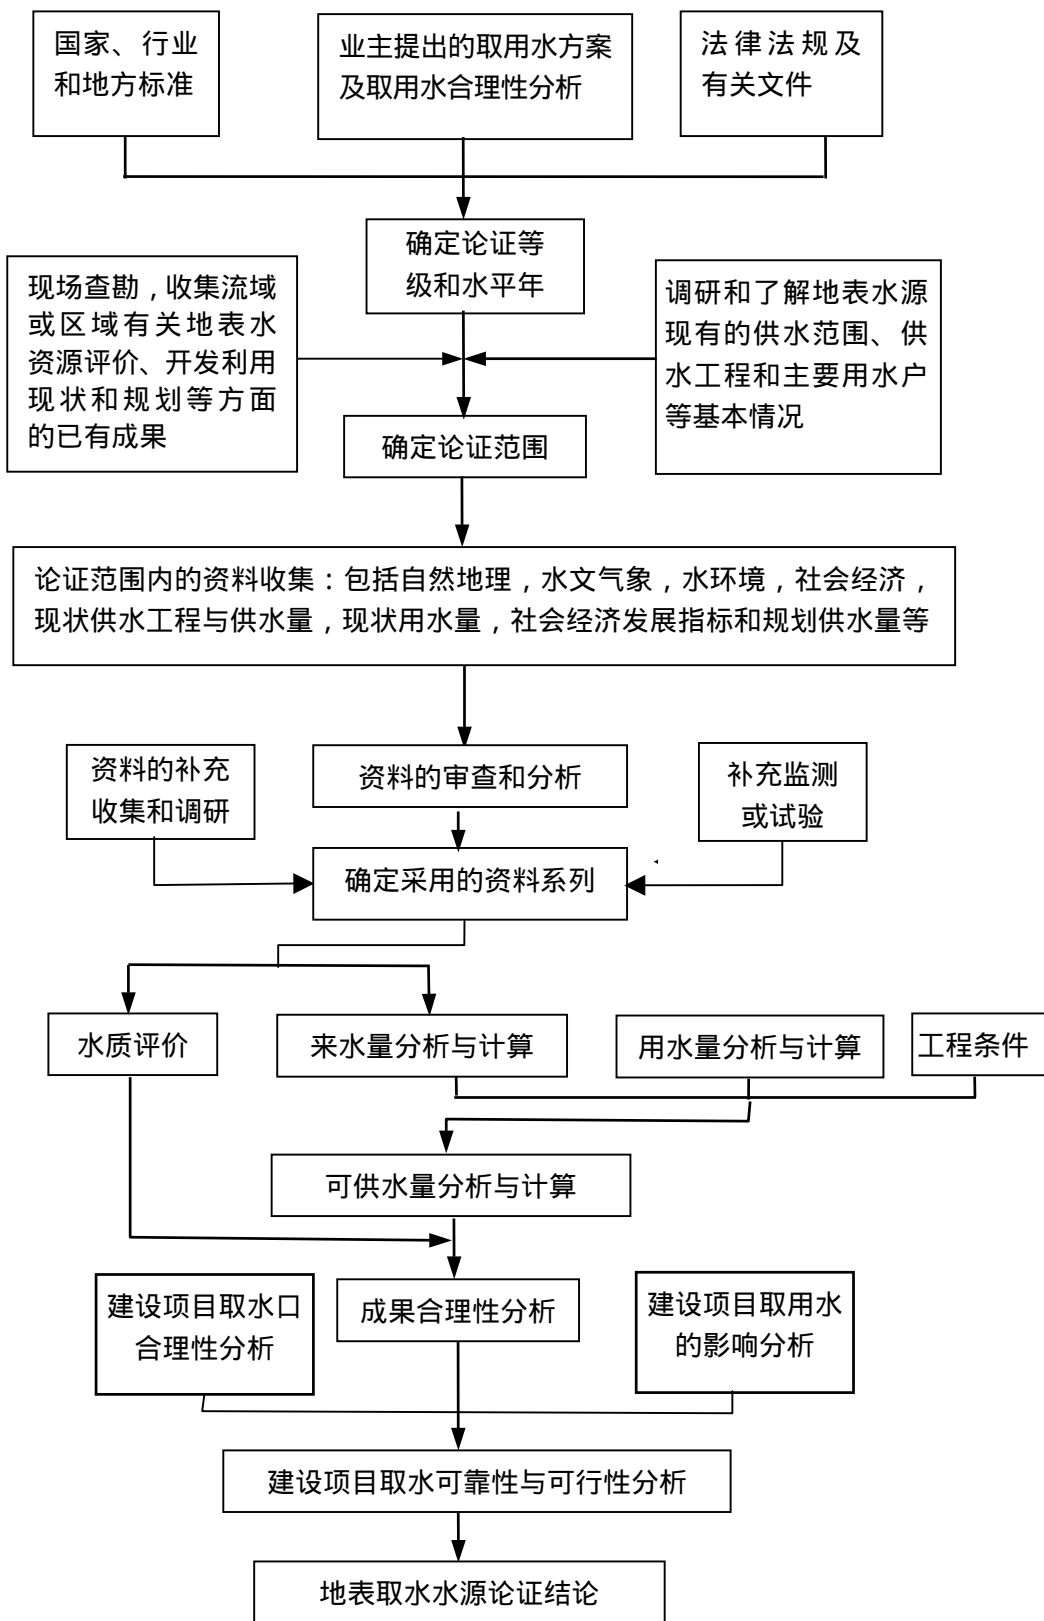 国家、行业
和地方标准
业主提出的取用水方案
及取用水合理性分析
法律法规及
有关文件
确定论证等
级和水平年
现场查勘，收集流域
或区域有关地表水
资源评价、开发利用
现状和规划等方面
的已有成果
调研和了解地表水源
现有的供水范围、供
水工程和主要用水户
等基本情况
确定论证范围
论证范围内的资料收集：包括自然地理，水文气象，水环境，社会经济，
现状供水工程与供水量，现状用水量，社会经济发展指标和规划供水量等
资料的补充
收集和调研
资料的审查和分析
补充监测
或试验
确定采用的资料系列
水质评价
来水量分析与计算
用水量分析与计算
工程条件
可供水量分析与计算
建设项目取水口
合理性分析
成果合理性分析
建设项目取用水
的影响分析
建设项目取水可靠性与可行性分析
地表取水水源论证结论